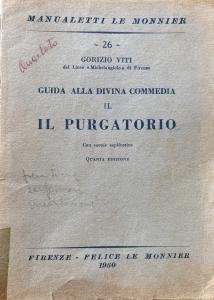 MANUALETTI LE MONNIER
- 26 -
GORIZIO VITI
del Liceo «Michelangiolo» di Firenze
GUIDA ALLA DIVINA COMMEDIA
II.
IL PURGATORIO
Con tavole esplicative
QUARTA EDIZIONE
FIRENZE - FELICE LE MONNIER
1960